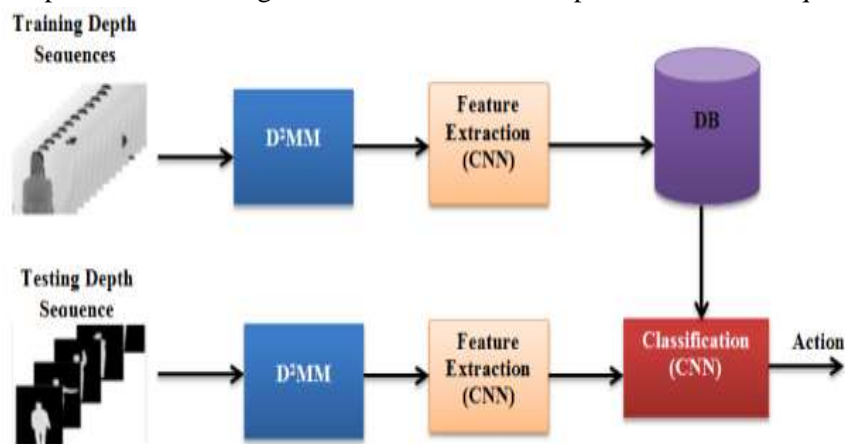 Training Depth
Sequences
D²MM
Feature
Extraction
(CNN)
DB
Testing Depth
Sequence
D²MM
Feature
Extraction
(CNN)
Classification
(CNN)
Action